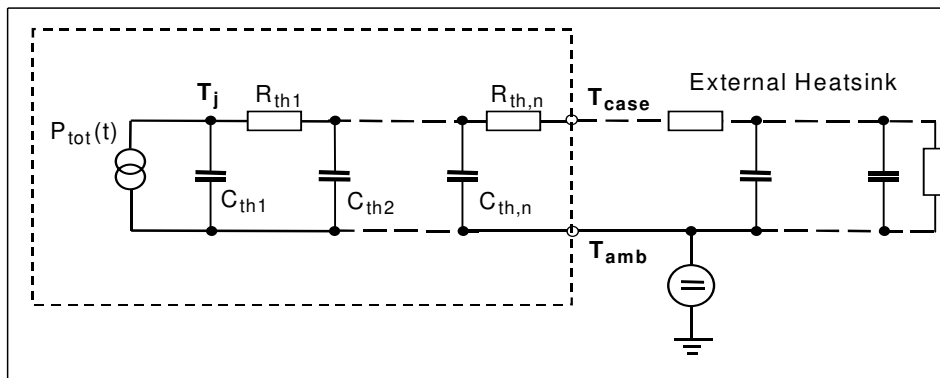 External Heatsink
T_j
R_th1
R_th,n
T_case
P_tot(t)
C_th1
C_th2
C_th,n
T_amb